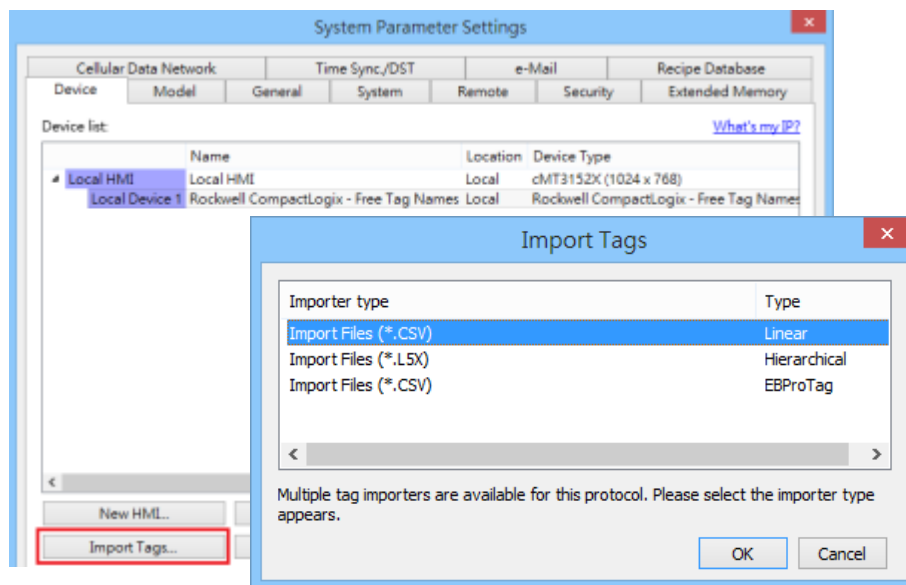 System Parameter Settings
Cellular Data Network Time Sync./DST e-Mail Recipe Database
Device Model General System Remote Security Extended Memory
Device list: What's my IP?
Name Location Device Type
Local HMI Local HMI Local cMT3152X (1024 x 768)
Local Device 1 Rockwell CompactLogix - Free Tag Names Local Rockwell CompactLogix - Free Tag Names
New HMI...
Import Tags...
Import Tags
Importer type Type
Import Files (*.CSV) Linear
Import Files (*.L5X) Hierarchical
Import Files (*.CSV) EBProTag
Multiple tag importers are available for this protocol. Please select the importer type
appears.
OK Cancel